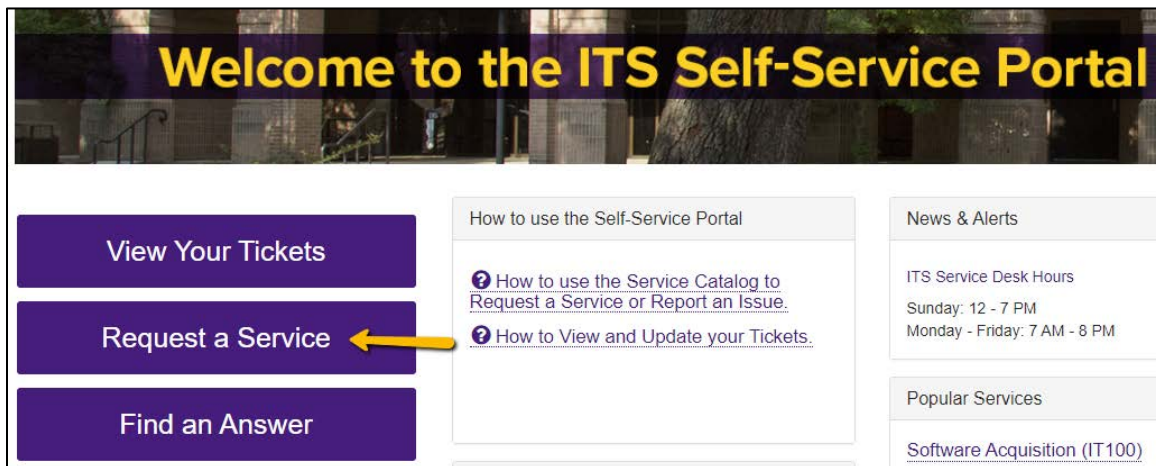 Welcome to the ITS Self-Service Portal
View Your Tickets
Request a Service
Find an Answer
How to use the Self-Service Portal
How to use the Service Catalog to
Request a Service or Report an Issue.
How to View and Update your Tickets.
News & Alerts
ITS Service Desk Hours
Sunday: 12 - 7 PM
Monday - Friday: 7 AM - 8 PM
Popular Services
Software Acquisition (IT100)